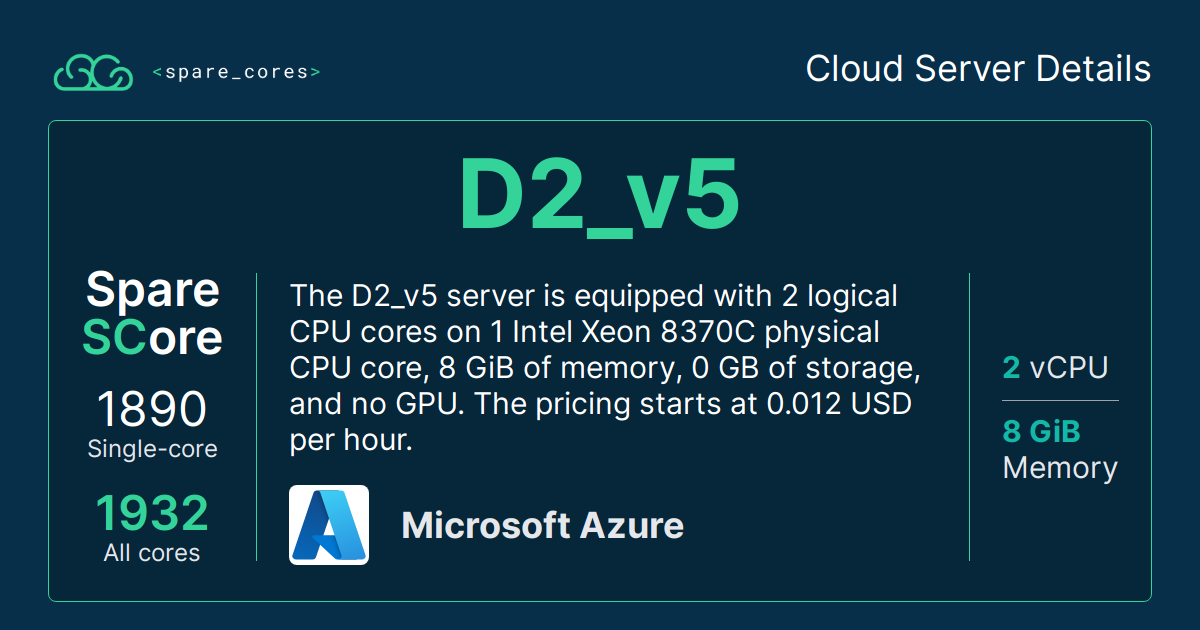 <spare_cores>
Cloud Server Details
D2_v5
Spare
SCore
1890
Single-core
1932
All cores
The D2_v5 server is equipped with 2 logical
CPU cores on 1 Intel Xeon 8370C physical
CPU core, 8 GiB of memory, 0 GB of storage,
and no GPU. The pricing starts at 0.012 USD
per hour.
Microsoft Azure
2 vCPU
8 GiB
Memory